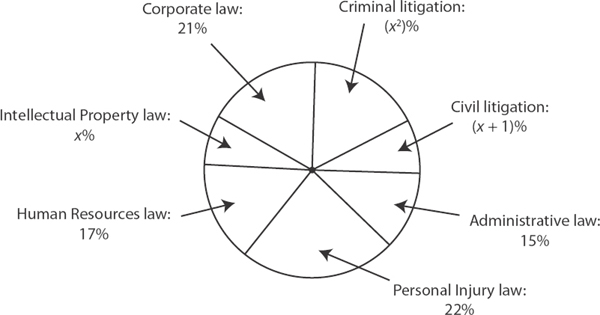 Corporate law:
21%
Criminal litigation:
(x²)%
Intellectual Property law:
x%
Civil litigation:
(x + 1)%
Human Resources law:
17%
Administrative law:
15%
Personal Injury law:
22%